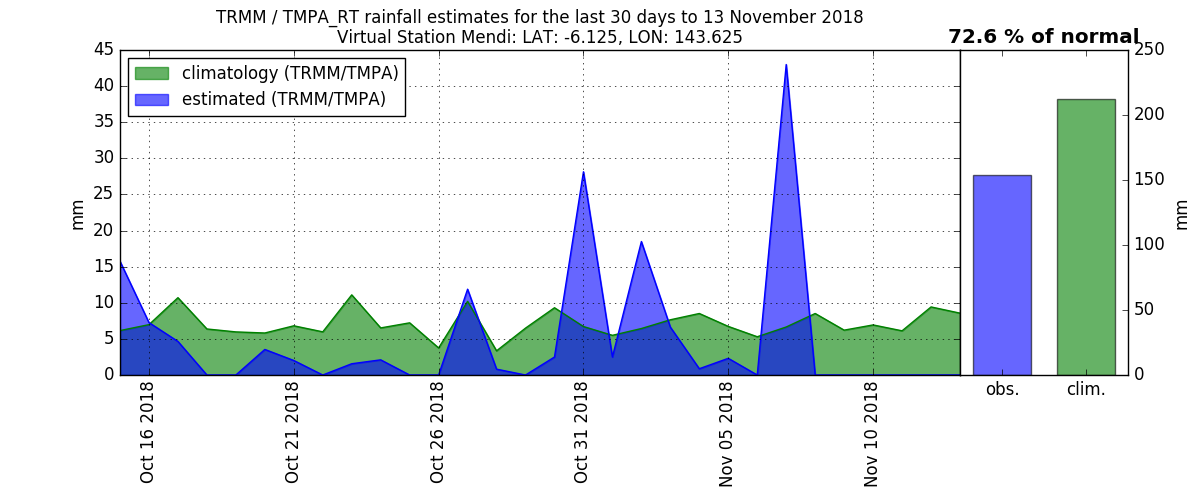 TRMM / TMPA_RT rainfall estimates for the last 30 days to 13 November 2018
Virtual Station Mendi: LAT: -6.125, LON: 143.625
72.6 % of normal
climatology (TRMM/TMPA)
estimated (TRMM/TMPA)
mm
45
40
35
30
25
20
15
10
5
0
Oct 16 2018
Oct 21 2018
Oct 26 2018
Oct 31 2018
Nov 05 2018
Nov 10 2018
obs.
clim.
250
200
150
100
50
0
mm